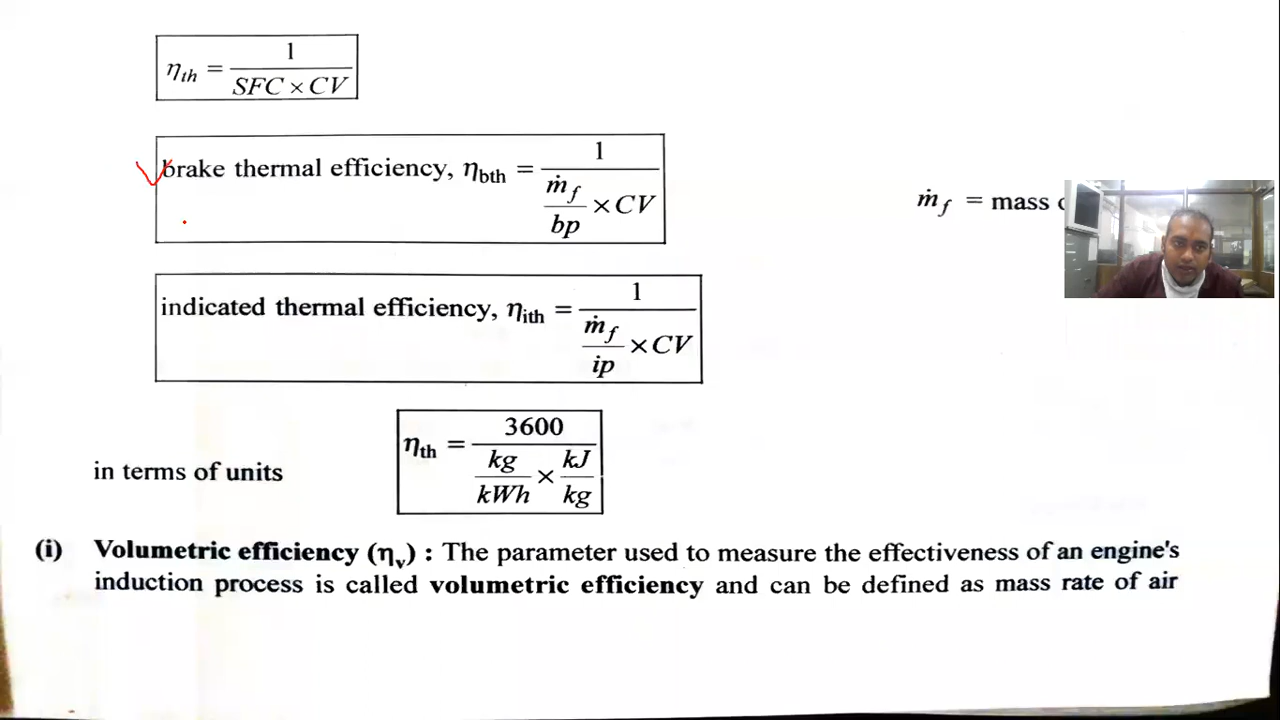 η_th = 1 / (SFC × CV)
brake thermal efficiency, η_bth = 1 / (ṁ_f / bp × CV)
ṁ_f = mass
indicated thermal efficiency, η_ith = 1 / (ṁ_f / ip × CV)
in terms of units η_th = 3600 / (kg / kWh × kJ / kg)
(i) Volumetric efficiency (η_v) : The parameter used to measure the effectiveness of an engine's
induction process is called volumetric efficiency and can be defined as mass rate of air